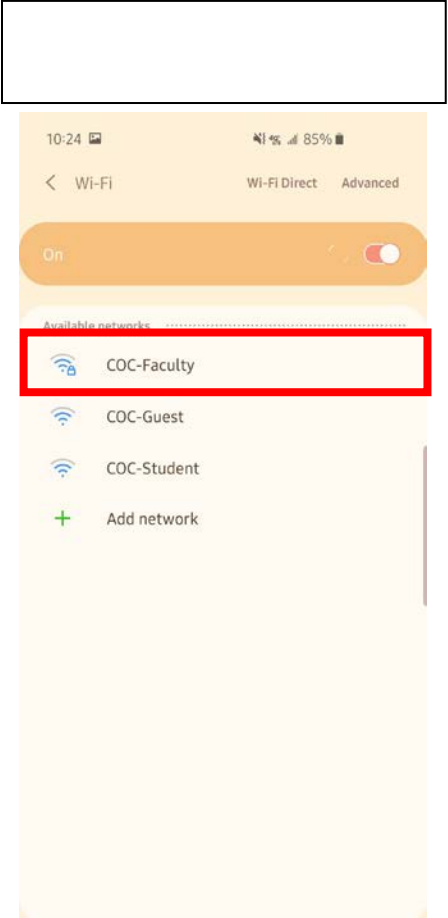 10:24 85%
Wi-Fi Wi-Fi Direct Advanced
On
Available networks
COC-Faculty
COC-Guest
COC-Student
Add network